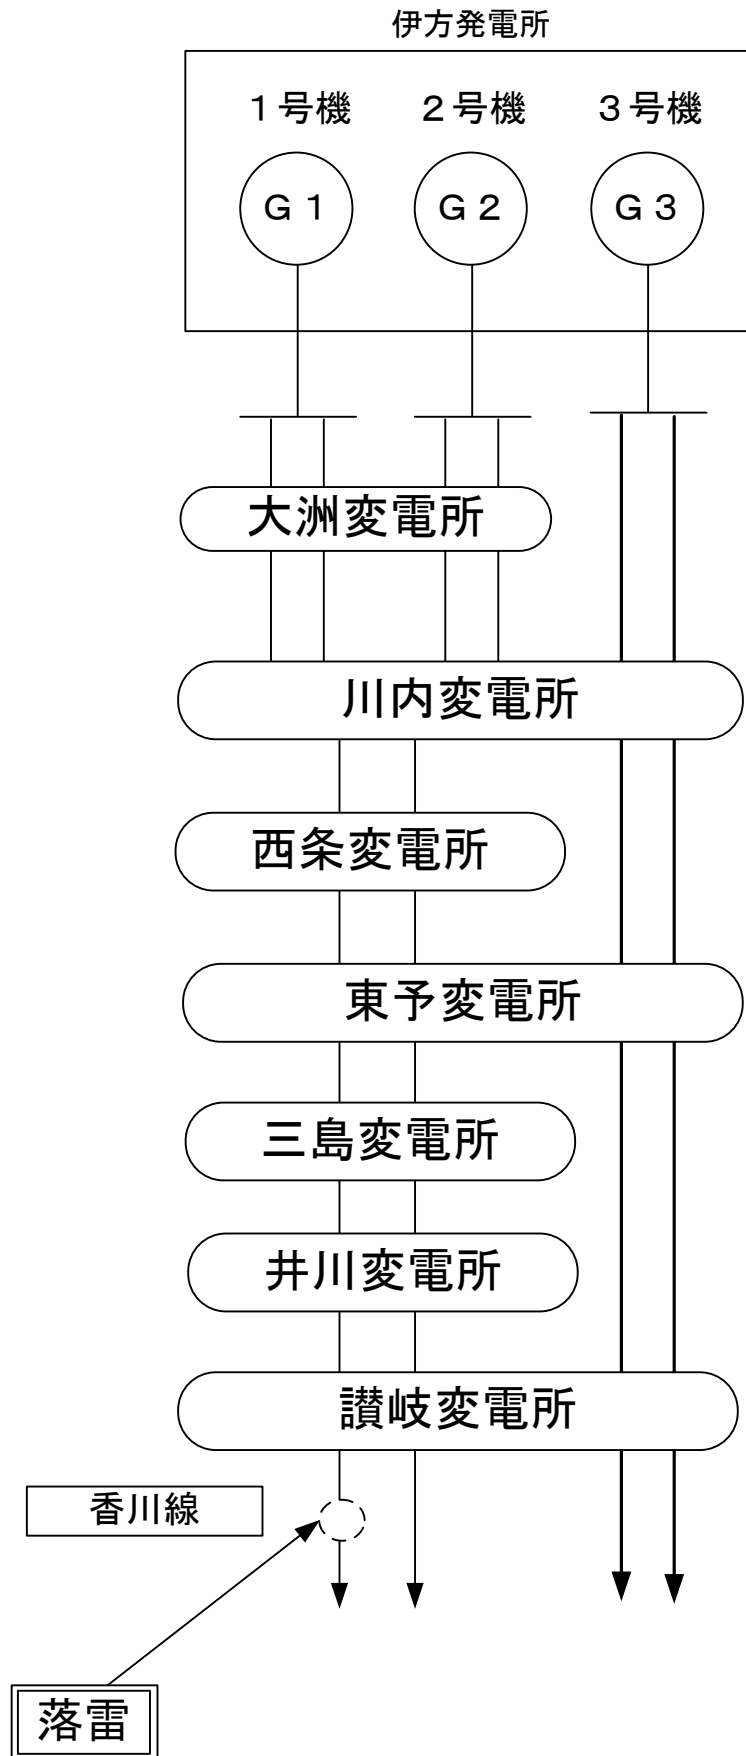 伊方発電所
１号機 ２号機 ３号機
Ｇ１ Ｇ２ Ｇ３
大洲変電所
川内変電所
西条変電所
東予変電所
三島変電所
井川変電所
讃岐変電所
香川線
落雷